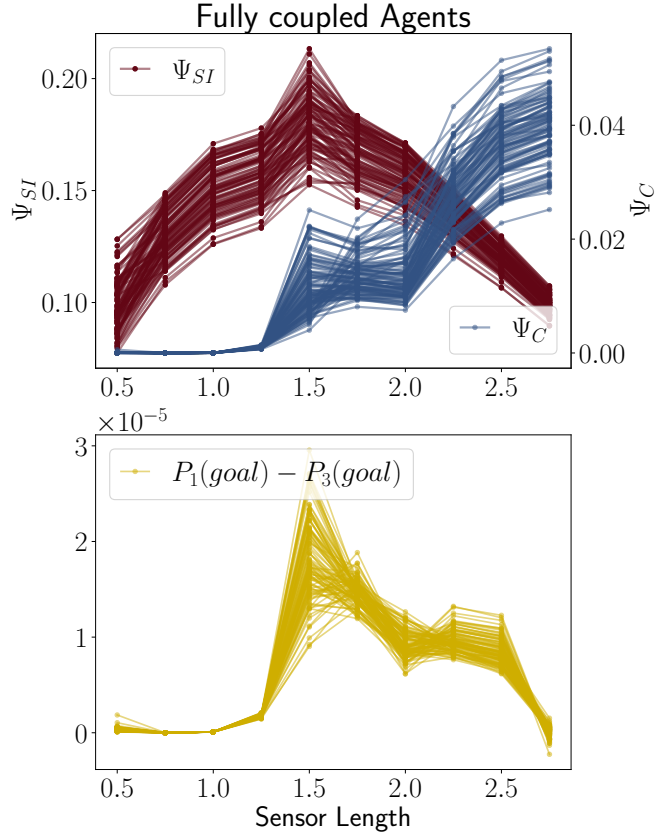 Fully coupled Agents
Ψ_SI
0.20
0.15
0.10
Ψ_SI
0.04
0.02
0.00
Ψ_C
Ψ_C
0.5 1.0 1.5 2.0 2.5
×10⁻⁵
P₁(goal) − P₃(goal)
3
2
1
0
0.5 1.0 1.5 2.0 2.5
Sensor Length